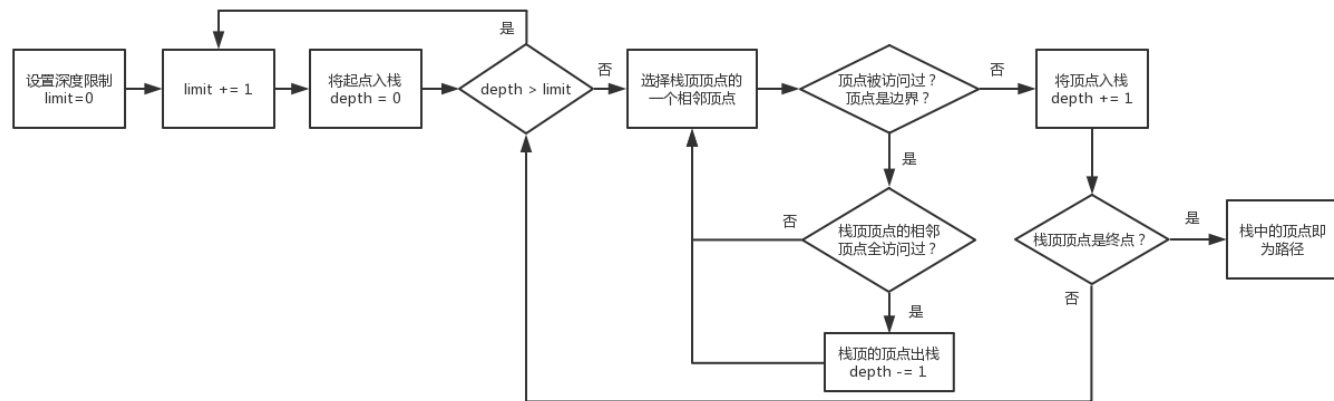 设置深度限制
limit=0
limit += 1
将起点入栈
depth = 0
depth > limit
是
否
选择栈顶顶点的
一个相邻顶点
顶点被访问过？
顶点是边界？
否
将顶点入栈
depth += 1
是
栈顶顶点的相邻
顶点全访问过？
否
是
栈顶的顶点出栈
depth -= 1
栈顶顶点是终点？
是
否
栈中的顶点即
为路径